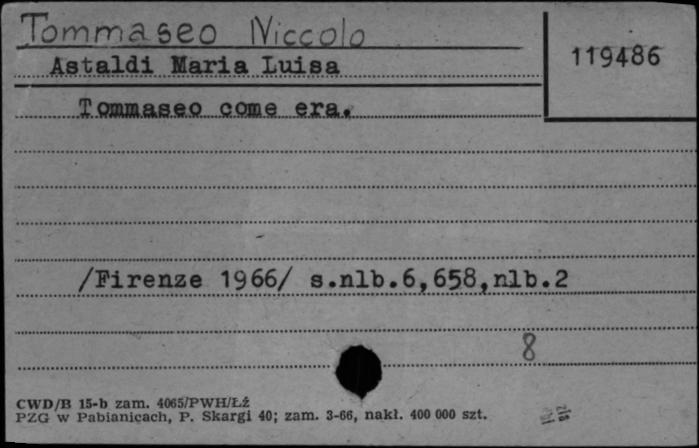 Tommaseo Niccolo
119486
Astaldi Maria Luisa
Tommaseo come era.
/Firenze 1966/ s.nlb.6,658,nlb.2
8
CWD/B 15-b zam. 4065/PWH/Łż
PZG w Pabianicach, P. Skargi 40; zam. 3-66, nakł. 400 000 szt.